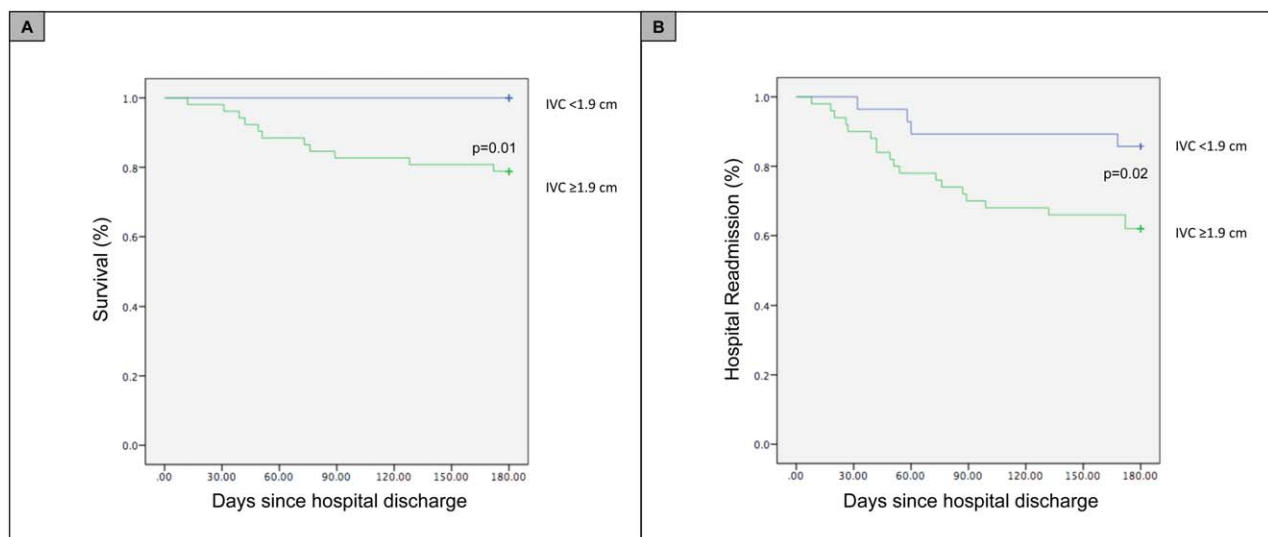 A
Survival (%)
1.0
0.8
0.6
0.4
0.2
0.0
IVC <1.9 cm
p=0.01
IVC ≥1.9 cm
.00 30.00 60.00 90.00 120.00 150.00 180.00
Days since hospital discharge
B
Hospital Readmission (%)
1.0
0.8
0.6
0.4
0.2
0.0
IVC <1.9 cm
p=0.02
IVC ≥1.9 cm
.00 30.00 60.00 90.00 120.00 150.00 180.00
Days since hospital discharge